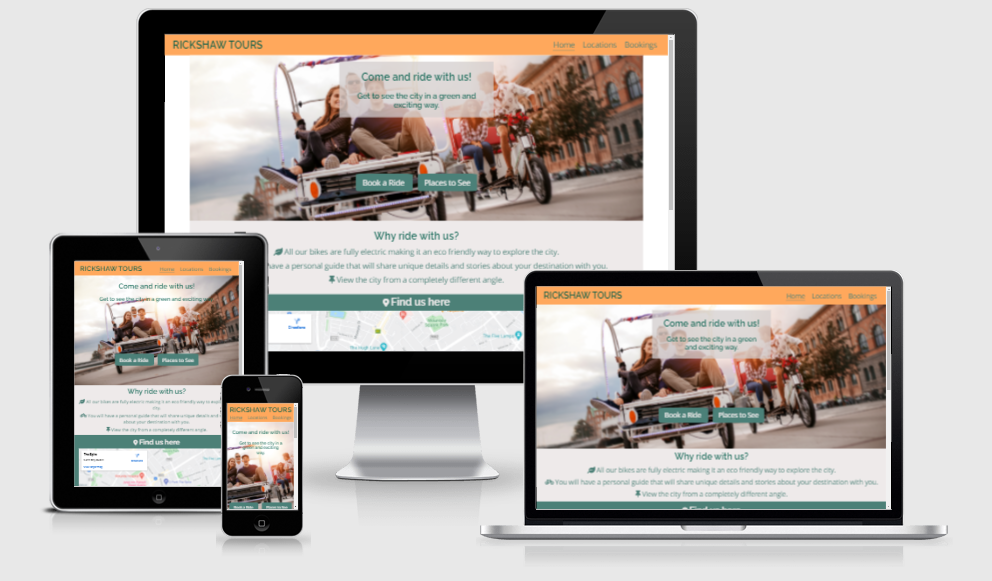 RICKSHAW TOURS
Home Locations Bookings
Come and ride with us!
Get to see the city in a green and
exciting way.
Book a Ride Places to See
Why ride with us?
All our bikes are fully electric making it an eco friendly way to explore the city.
have a personal guide that will share unique details and stories about your destination with you.
View the city from a completely different angle.
Find us here
Directions
RICKSHAW TOURS
Home Locations Bookings
Come and ride with us!
Get to see the city in a green and exciting
Book a Ride Places to See
Why ride with us?
All our bikes are fully electric making it an eco friendly way to
city.
You will have a personal guide that will share unique details and
about your destination with you.
View the city from a completely different angle.
Find us here
RICKSHAW TOURS
Home Locations Bookings
Come and ride with us!
Get to see the city in a
green and exciting
way.
Book a Ride Places to See
RICKSHAW TOURS
Home Locations Bookings
Come and ride with us!
Get to see the city in a green
and exciting way.
Book a Ride Places to See
Why ride with us?
All our bikes are fully electric making it an eco friendly way to explore the city.
You will have a personal guide that will share unique details and stories about your destination with you.
View the city from a completely different angle.
Find us here